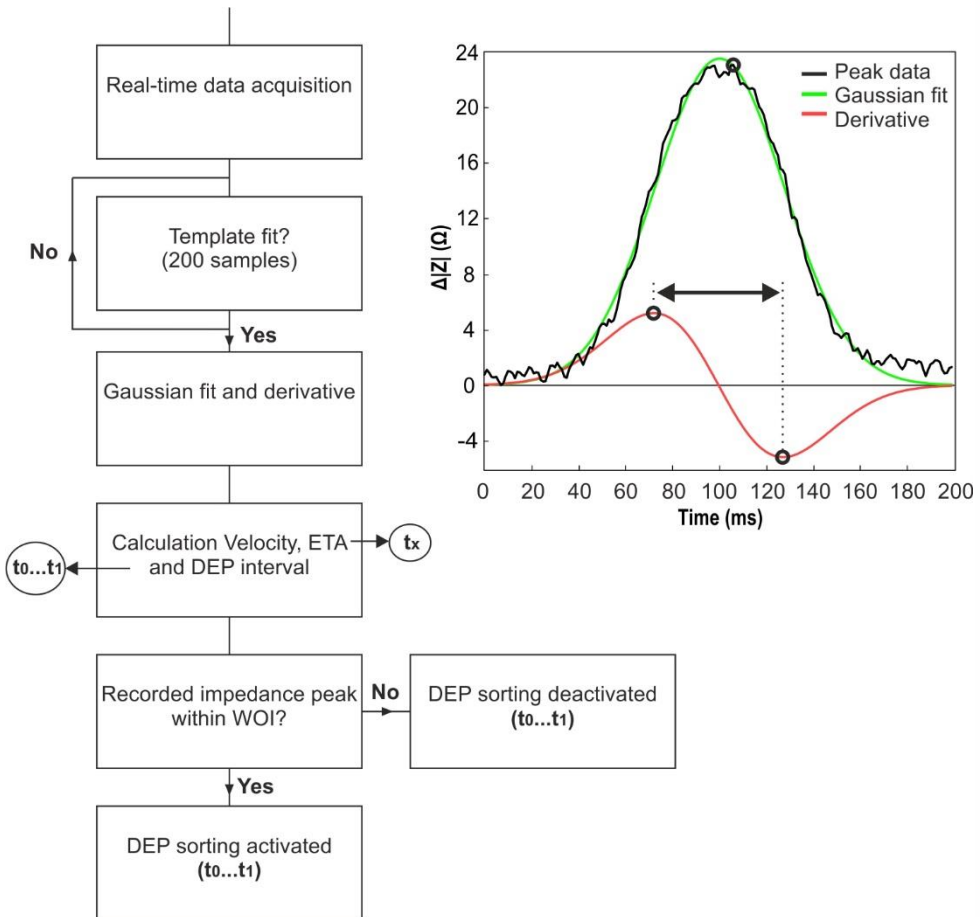 Real-time data acquisition
No
Template fit?
(200 samples)
Yes
Gaussian fit and derivative
Calculation Velocity, ETA
and DEP interval
tx
t0...t1
Recorded impedance peak
within WOI?
No
DEP sorting deactivated
(t0...t1)
Yes
DEP sorting activated
(t0...t1)
Peak data
Gaussian fit
Derivative
Δ|Z| (Ω)
24
20
16
12
8
4
0
-4
0 20 40 60 80 100 120 140 160 180 200
Time (ms)